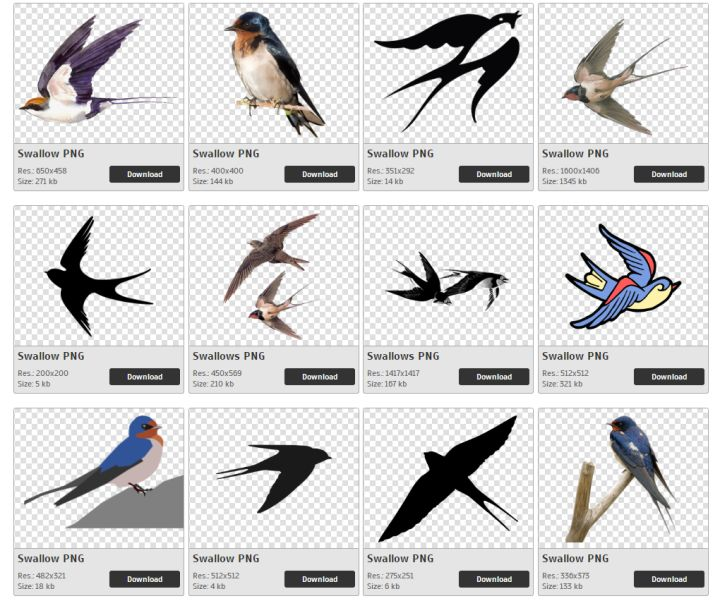 Swallow PNG
Res.: 650x458
Size: 271 kb
Download
Swallow PNG
Res.: 400x400
Size: 144 kb
Download
Swallow PNG
Res.: 351x292
Size: 14 kb
Download
Swallow PNG
Res.: 1600x1406
Size: 1345 kb
Download
Swallow PNG
Res.: 200x200
Size: 5 kb
Download
Swallows PNG
Res.: 450x569
Size: 210 kb
Download
Swallows PNG
Res.: 1417x1417
Size: 167 kb
Download
Swallow PNG
Res.: 512x512
Size: 321 kb
Download
Swallow PNG
Res.: 482x321
Size: 18 kb
Download
Swallow PNG
Res.: 512x512
Size: 4 kb
Download
Swallow PNG
Res.: 275x251
Size: 6 kb
Download
Swallow PNG
Res.: 336x373
Size: 133 kb
Download